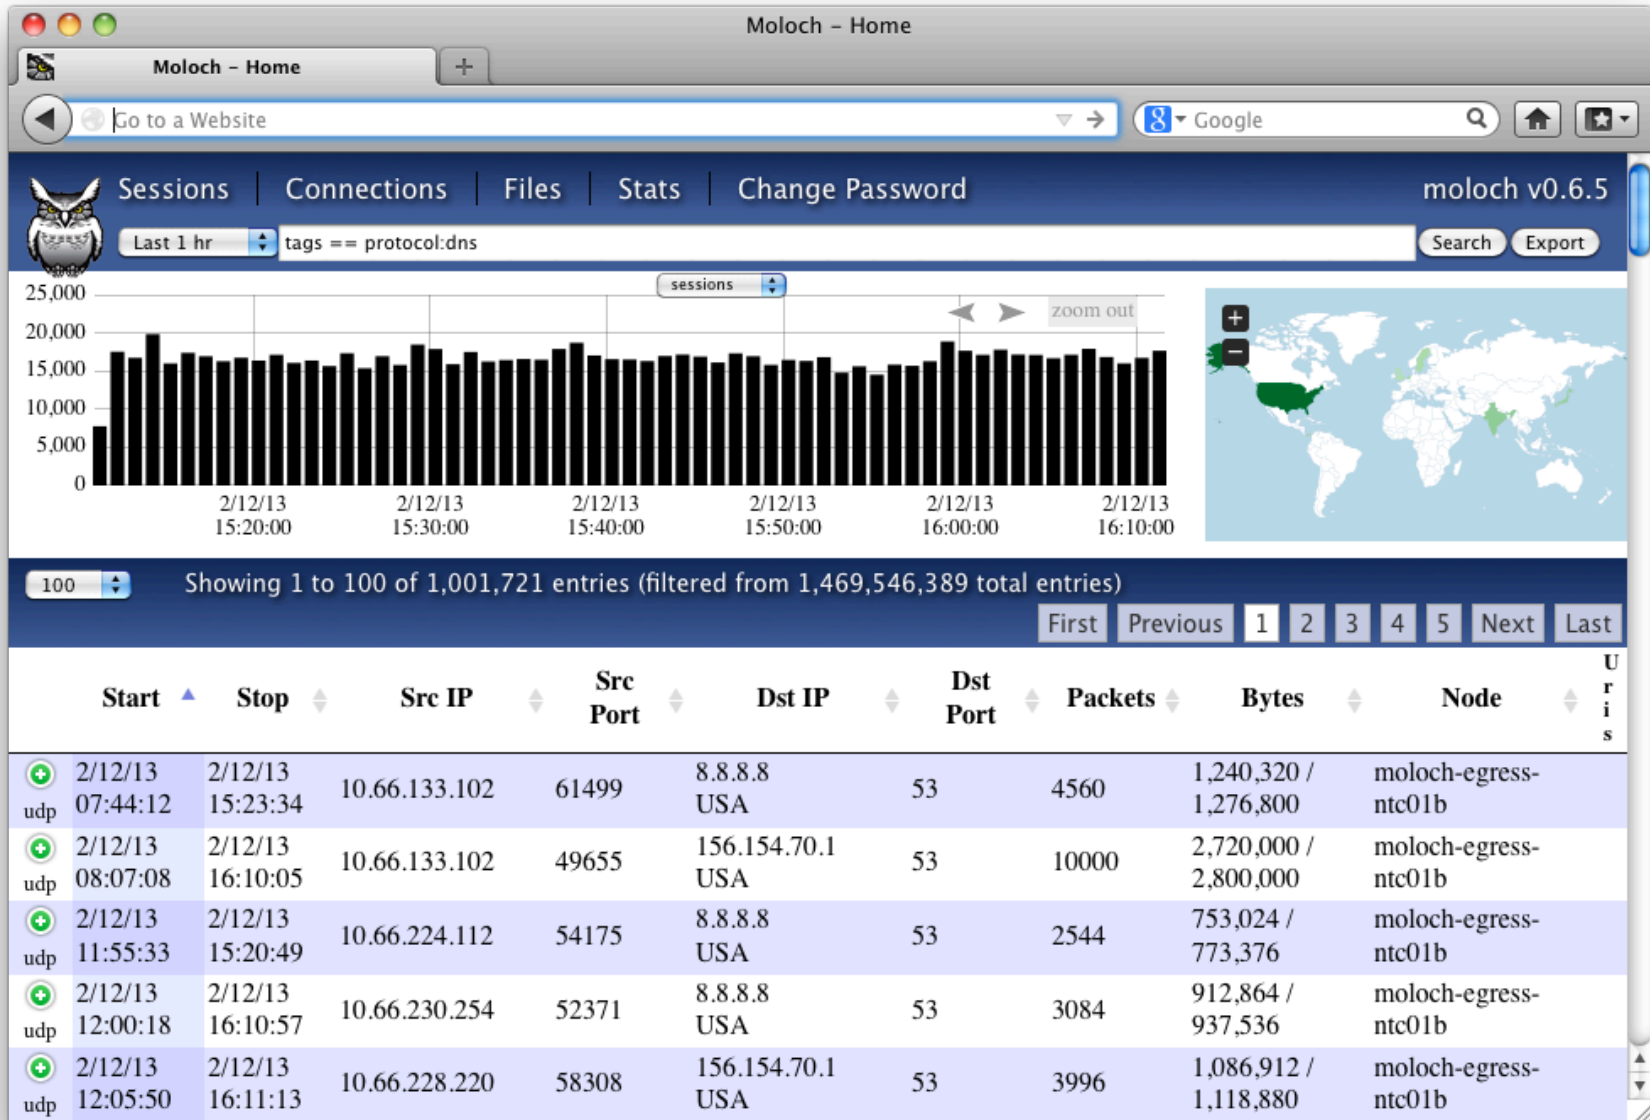 Moloch – Home
Moloch – Home
Go to a Website
8 Google
Sessions Connections Files Stats Change Password moloch v0.6.5
Last 1 hr tags == protocol:dns Search Export
sessions
zoom out
+
−
25,000
20,000
15,000
10,000
5,000
0
2/12/13 2/12/13 2/12/13 2/12/13 2/12/13 2/12/13
15:20:00 15:30:00 15:40:00 15:50:00 16:00:00 16:10:00
100 Showing 1 to 100 of 1,001,721 entries (filtered from 1,469,546,389 total entries)
First Previous 1 2 3 4 5 Next Last
Start Stop Src IP Src Port Dst IP Dst Port Packets Bytes Node Uris
2/12/13 2/12/13 8.8.8.8 1,240,320 / moloch-egress-
udp 07:44:12 15:23:34 10.66.133.102 61499 USA 53 4560 1,276,800 ntc01b
2/12/13 2/12/13 156.154.70.1 2,720,000 / moloch-egress-
udp 08:07:08 16:10:05 10.66.133.102 49655 USA 53 10000 2,800,000 ntc01b
2/12/13 2/12/13 8.8.8.8 753,024 / moloch-egress-
udp 11:55:33 15:20:49 10.66.224.112 54175 USA 53 2544 773,376 ntc01b
2/12/13 2/12/13 8.8.8.8 912,864 / moloch-egress-
udp 12:00:18 16:10:57 10.66.230.254 52371 USA 53 3084 937,536 ntc01b
2/12/13 2/12/13 156.154.70.1 1,086,912 / moloch-egress-
udp 12:05:50 16:11:13 10.66.228.220 58308 USA 53 3996 1,118,880 ntc01b